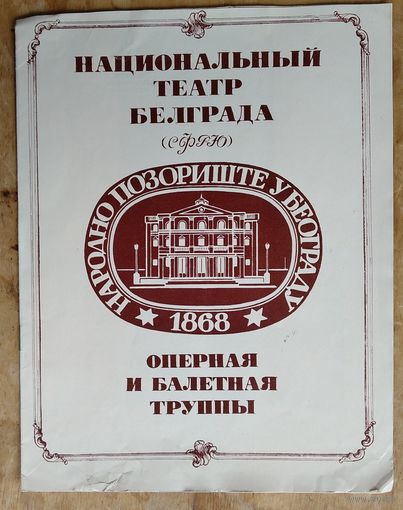 НАЦИОНАЛЬНЫЙ
ТЕАТР
БЕЛГРАДА
(СФРЮ)
НАРОДНО ПОЗОРИШТЕ У БЕОГРАДУ
1868
ОПЕРНАЯ
И БАЛЕТНАЯ
ТРУППЫ